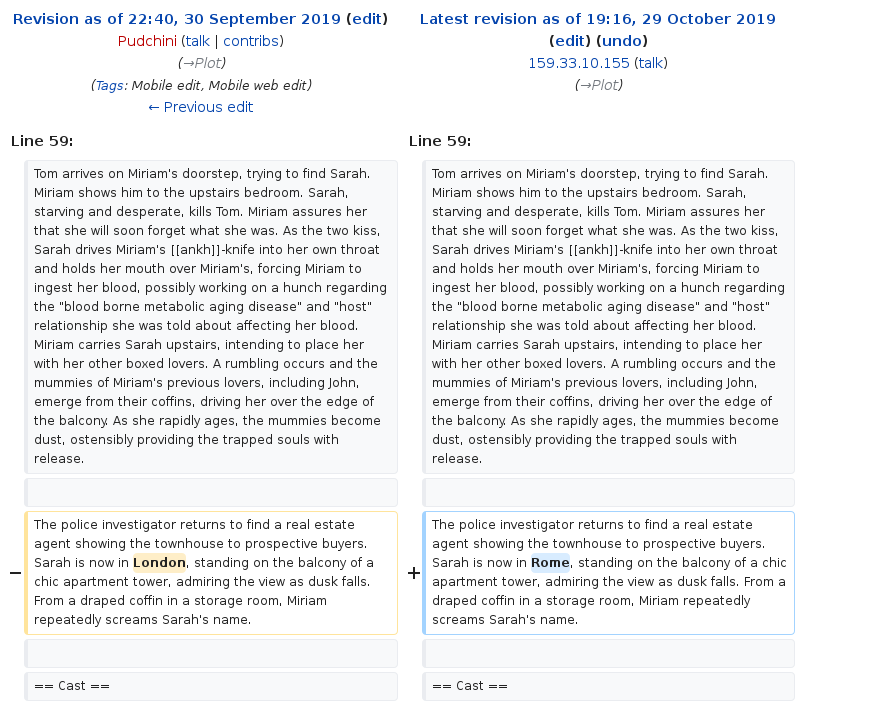 Revision as of 22:40, 30 September 2019 (edit)
Pudchini (talk | contribs)
(→Plot)
(Tags: Mobile edit, Mobile web edit)
← Previous edit
Latest revision as of 19:16, 29 October 2019
(edit) (undo)
159.33.10.155 (talk)
(→Plot)
Line 59:
Line 59:
Tom arrives on Miriam's doorstep, trying to find Sarah.
Miriam shows him to the upstairs bedroom. Sarah,
starving and desperate, kills Tom. Miriam assures her
that she will soon forget what she was. As the two kiss,
Sarah drives Miriam's [[ankh]]-knife into her own throat
and holds her mouth over Miriam's, forcing Miriam to
ingest her blood, possibly working on a hunch regarding
the "blood borne metabolic aging disease" and "host"
relationship she was told about affecting her blood.
Miriam carries Sarah upstairs, intending to place her
with her other boxed lovers. A rumbling occurs and the
mummies of Miriam's previous lovers, including John,
emerge from their coffins, driving her over the edge of
the balcony. As she rapidly ages, the mummies become
dust, ostensibly providing the trapped souls with
release.
Tom arrives on Miriam's doorstep, trying to find Sarah.
Miriam shows him to the upstairs bedroom. Sarah,
starving and desperate, kills Tom. Miriam assures her
that she will soon forget what she was. As the two kiss,
Sarah drives Miriam's [[ankh]]-knife into her own throat
and holds her mouth over Miriam's, forcing Miriam to
ingest her blood, possibly working on a hunch regarding
the "blood borne metabolic aging disease" and "host"
relationship she was told about affecting her blood.
Miriam carries Sarah upstairs, intending to place her
with her other boxed lovers. A rumbling occurs and the
mummies of Miriam's previous lovers, including John,
emerge from their coffins, driving her over the edge of
the balcony. As she rapidly ages, the mummies become
dust, ostensibly providing the trapped souls with
release.
−
The police investigator returns to find a real estate
agent showing the townhouse to prospective buyers.
Sarah is now in London, standing on the balcony of a
chic apartment tower, admiring the view as dusk falls.
From a draped coffin in a storage room, Miriam
repeatedly screams Sarah's name.
+
The police investigator returns to find a real estate
agent showing the townhouse to prospective buyers.
Sarah is now in Rome, standing on the balcony of a chic
apartment tower, admiring the view as dusk falls. From a
draped coffin in a storage room, Miriam repeatedly
screams Sarah's name.
== Cast ==
== Cast ==